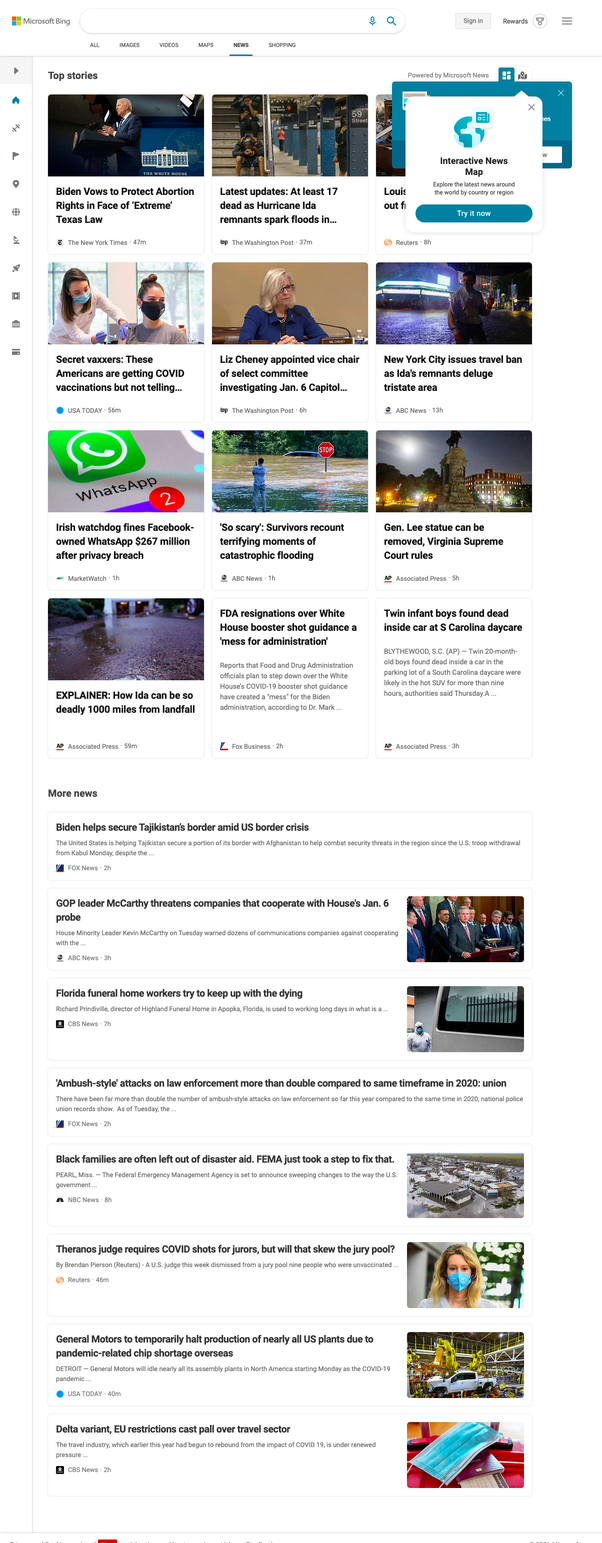 Microsoft Bing
Sign in
Rewards
ALL
IMAGES
VIDEOS
MAPS
NEWS
SHOPPING
Top stories
Powered by Microsoft News
Interactive News
Map
Explore the latest news around
the world by country or region
Try it now
THE WHITE HOUSE
Biden Vows to Protect Abortion
Rights in Face of 'Extreme'
Texas Law
The New York Times · 47m
59
Street
Latest updates: At least 17
dead as Hurricane Ida
remnants spark floods in...
wp The Washington Post · 37m
Reuters · 8h
Secret vaxxers: These
Americans are getting COVID
vaccinations but not telling...
USA TODAY · 56m
Liz Cheney appointed vice chair
of select committee
investigating Jan. 6 Capitol...
wp The Washington Post · 6h
New York City issues travel ban
as Ida's remnants deluge
tristate area
ABC News · 13h
WhatsApp
2
Irish watchdog fines Facebook-
owned WhatsApp $267 million
after privacy breach
MarketWatch · 1h
STOP
'So scary': Survivors recount
terrifying moments of
catastrophic flooding
ABC News · 1h
Gen. Lee statue can be
removed, Virginia Supreme
Court rules
AP Associated Press · 5h
EXPLAINER: How Ida can be so
deadly 1000 miles from landfall
AP Associated Press · 59m
FDA resignations over White
House booster shot guidance a
'mess for administration'
Reports that Food and Drug Administration
officials plan to step down over the White
House's COVID-19 booster shot guidance
have created a "mess" for the Biden
administration, according to Dr. Mark ...
Fox Business · 2h
Twin infant boys found dead
inside car at S Carolina daycare
BLYTHEWOOD, S.C. (AP) — Twin 20-month-
old boys found dead inside a car in the
parking lot of a South Carolina daycare were
likely in the hot SUV for more than nine
hours, authorities said Thursday.A ...
AP Associated Press · 3h
More news
Biden helps secure Tajikistan's border amid US border crisis
The United States is helping Tajikistan secure a portion of its border with Afghanistan to help combat security threats in the region since the U.S. troop withdrawal
from Kabul Monday, despite the ...
FOX News · 2h
GOP leader McCarthy threatens companies that cooperate with House's Jan. 6
probe
House Minority Leader Kevin McCarthy on Tuesday warned dozens of communications companies against cooperating
with the ...
ABC News · 3h
Florida funeral home workers try to keep up with the dying
Richard Prindiville, director of Highland Funeral Home in Apopka, Florida, is used to working long days in what is a ...
CBS News · 7h
'Ambush-style' attacks on law enforcement more than double compared to same timeframe in 2020: union
There have been far more than double the number of ambush-style attacks on law enforcement so far this year compared to the same time in 2020, national police
union records show. As of Tuesday, the ...
FOX News · 2h
Black families are often left out of disaster aid. FEMA just took a step to fix that.
PEARL, Miss. — The Federal Emergency Management Agency is set to announce sweeping changes to the way the U.S.
government ...
NBC News · 8h
Theranos judge requires COVID shots for jurors, but will that skew the jury pool?
By Brendan Pierson (Reuters) - A U.S. judge this week dismissed from a jury pool nine people who were unvaccinated ...
Reuters · 46m
General Motors to temporarily halt production of nearly all US plants due to
pandemic-related chip shortage overseas
DETROIT — General Motors will idle nearly all its assembly plants in North America starting Monday as the COVID-19
pandemic ...
USA TODAY · 40m
Delta variant, EU restrictions cast pall over travel sector
The travel industry, which earlier this year had begun to rebound from the impact of COVID 19, is under renewed
pressure ...
CBS News · 2h